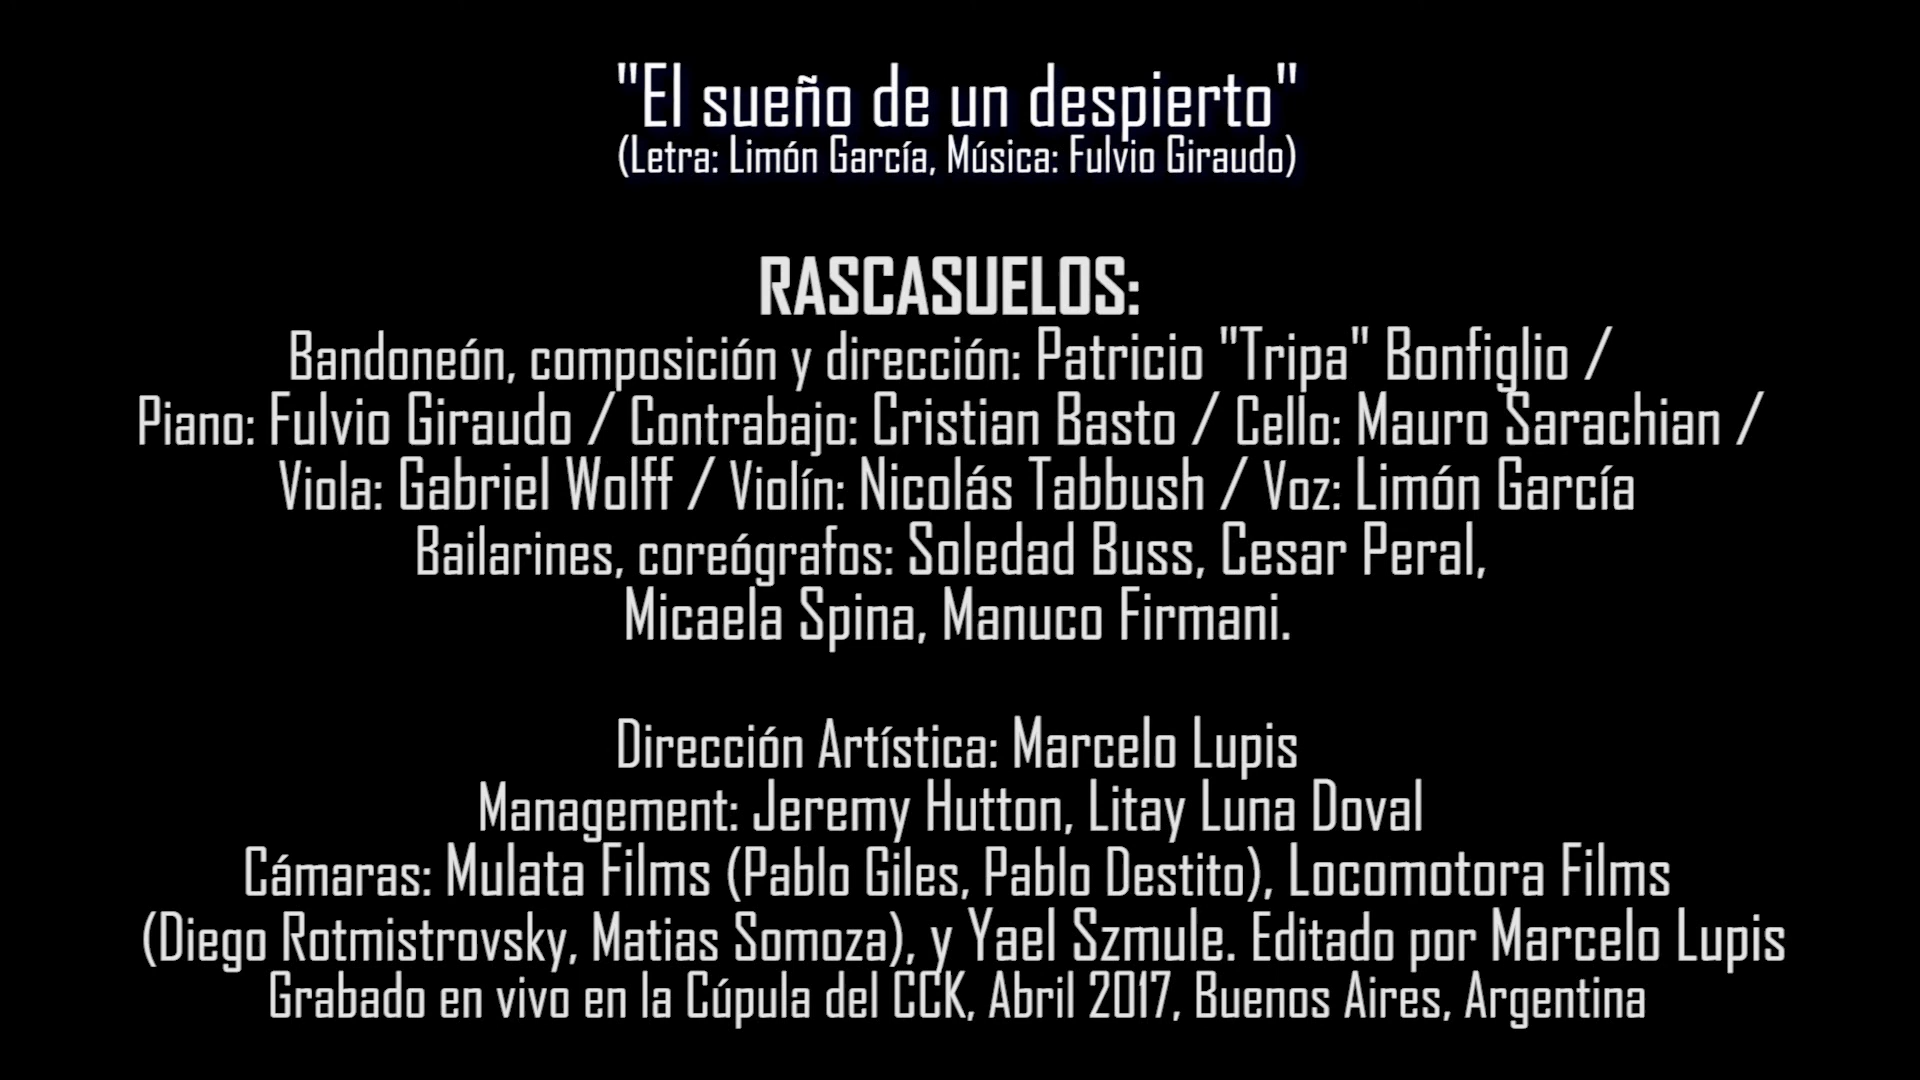 "El sueño de un despierto"
(Letra: Limón García, Música: Fulvio Giraudo)
RASCASUELOS:
Bandoneón, composición y dirección: Patricio "Tripa" Bonfiglio /
Piano: Fulvio Giraudo / Contrabajo: Cristian Basto / Cello: Mauro Sarachian /
Viola: Gabriel Wolff / Violín: Nicolás Tabbush / Voz: Limón García
Bailarines, coreógrafos: Soledad Buss, Cesar Peral,
Micaela Spina, Manuco Firmani.
Dirección Artística: Marcelo Lupis
Management: Jeremy Hutton, Litay Luna Doval
Cámaras: Mulata Films (Pablo Giles, Pablo Destito), Locomotora Films
(Diego Rotmistrovsky, Matias Somoza), y Yael Szmule. Editado por Marcelo Lupis
Grabado en vivo en la Cúpula del CCK, Abril 2017, Buenos Aires, Argentina